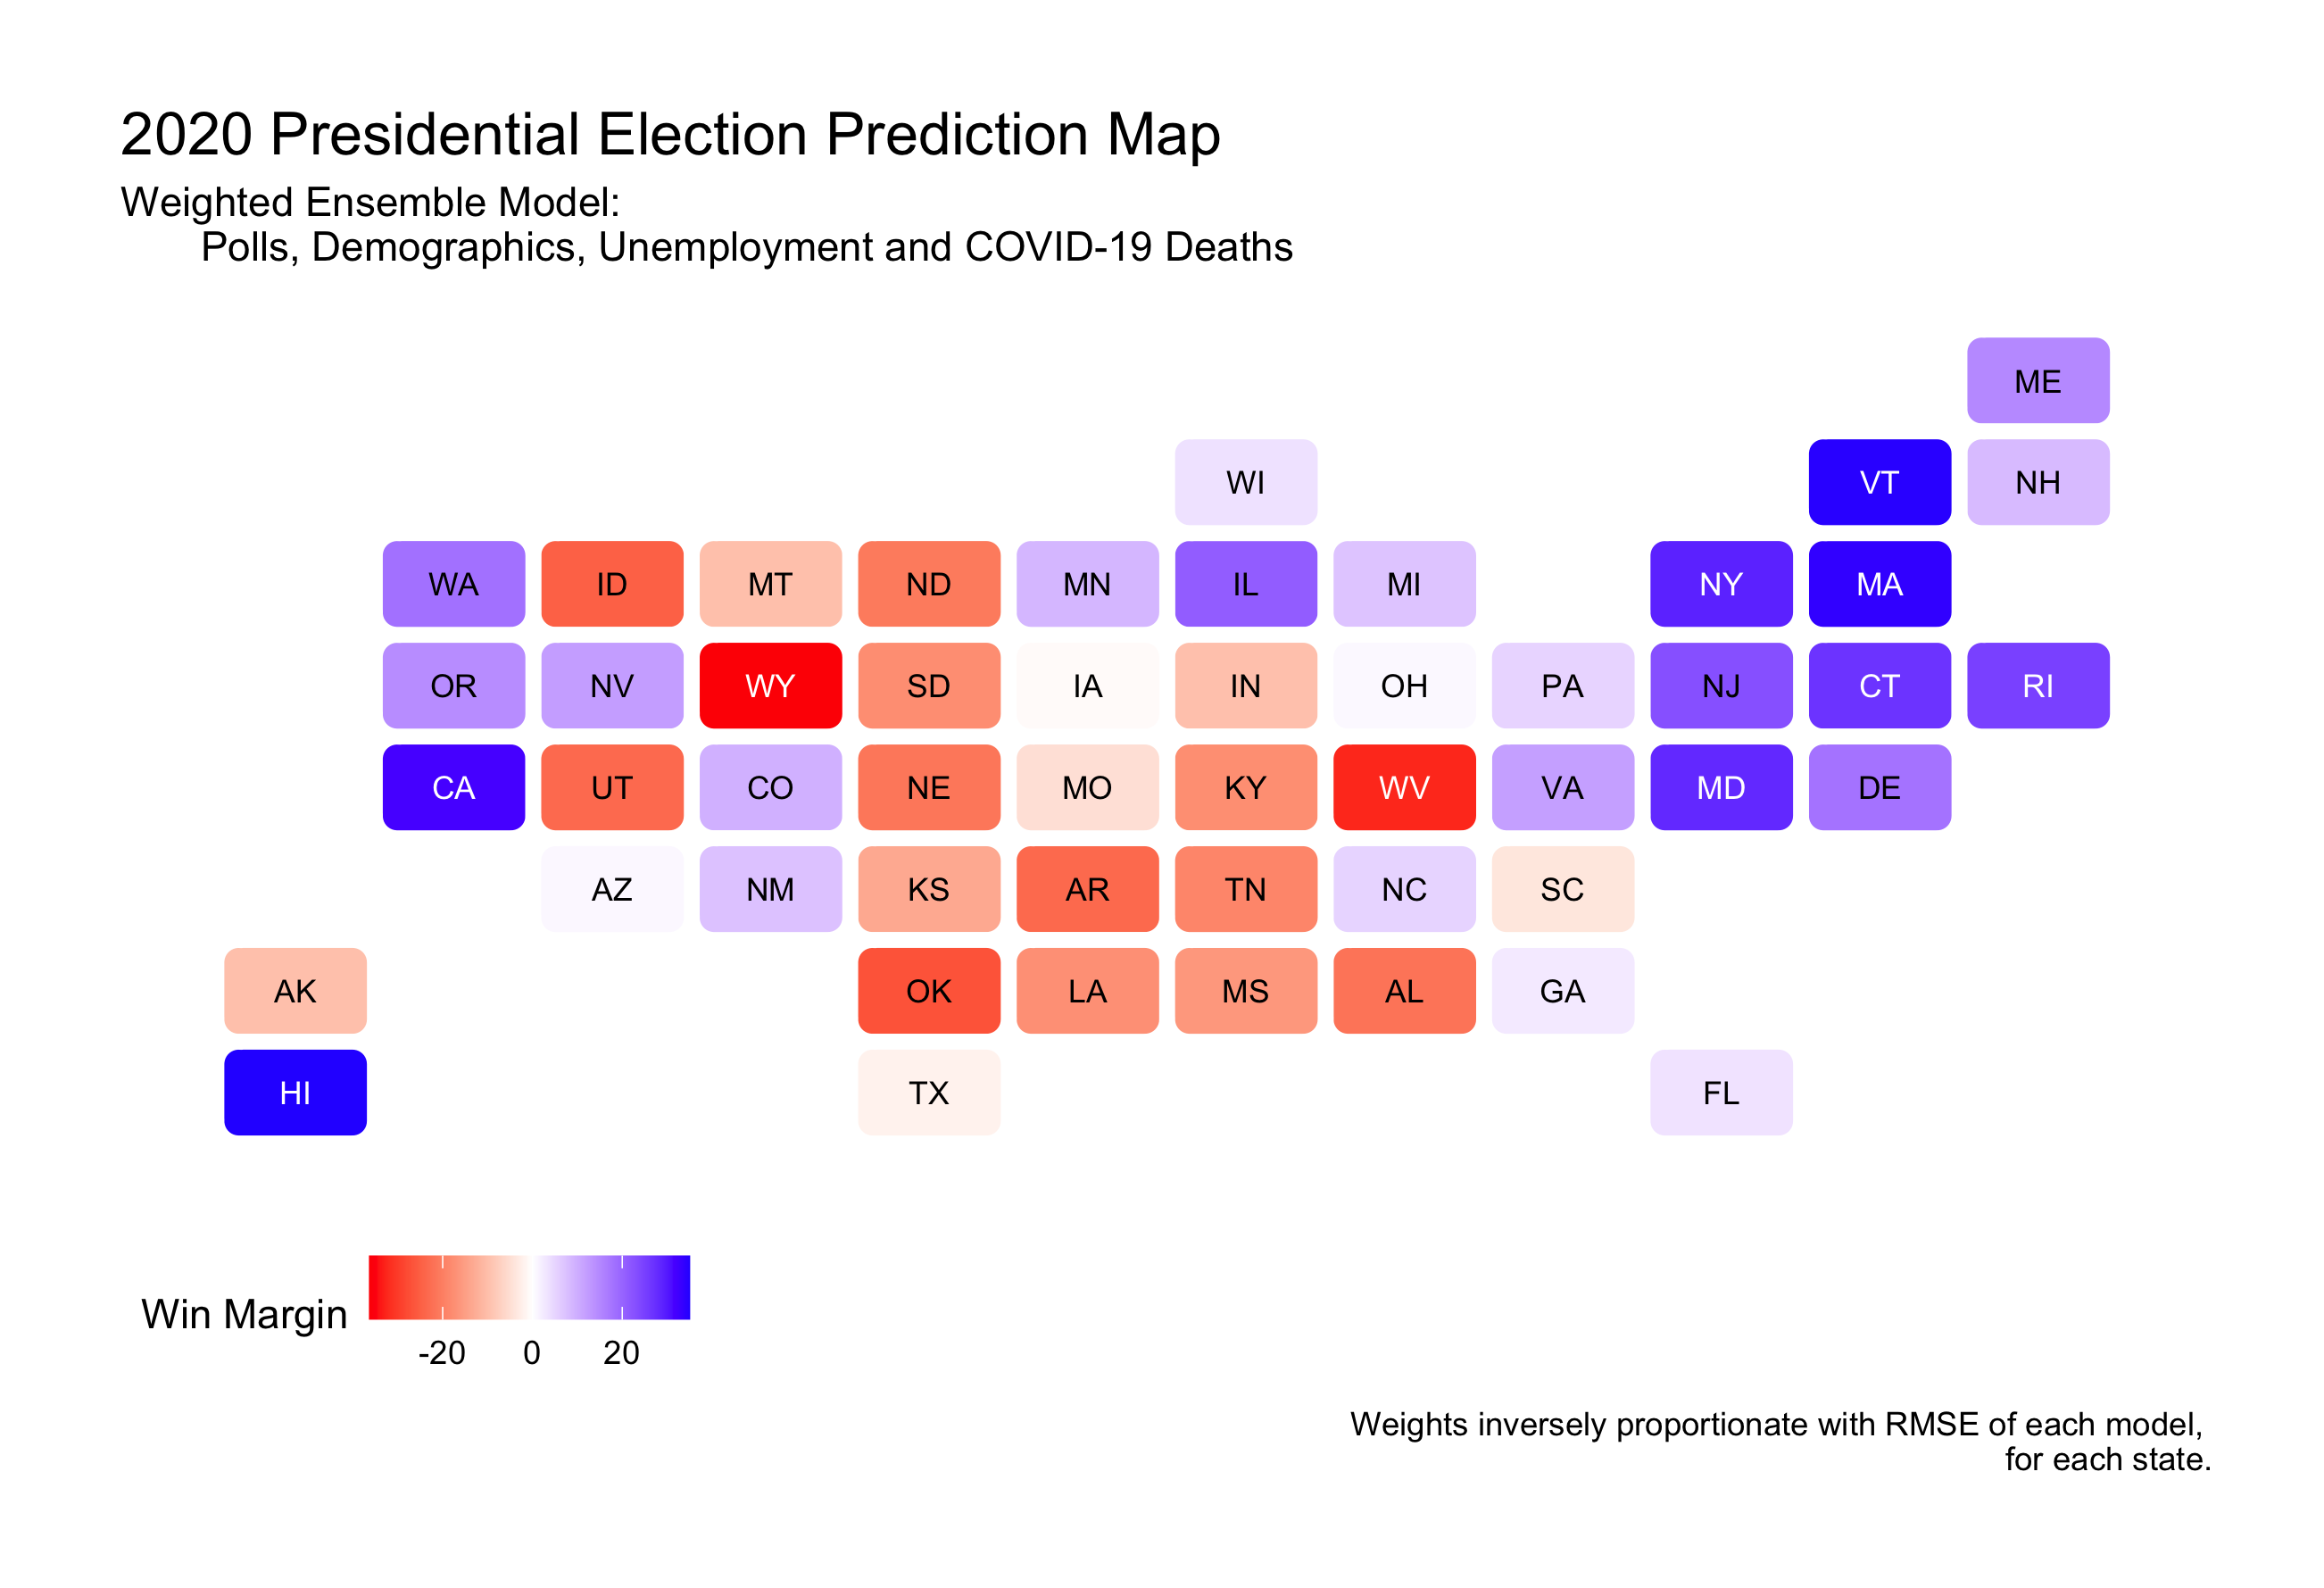 2020 Presidential Election Prediction Map
Weighted Ensemble Model:
Polls, Demographics, Unemployment and COVID-19 Deaths
ME
WI VT NH
WA ID MT ND MN IL MI NY MA
OR NV WY SD IA IN OH PA NJ CT RI
CA UT CO NE MO KY WV VA MD DE
AZ NM KS AR TN NC SC
AK OK LA MS AL GA
HI TX FL
Win Margin
-20 0 20
Weights inversely proportionate with RMSE of each model,
for each state.